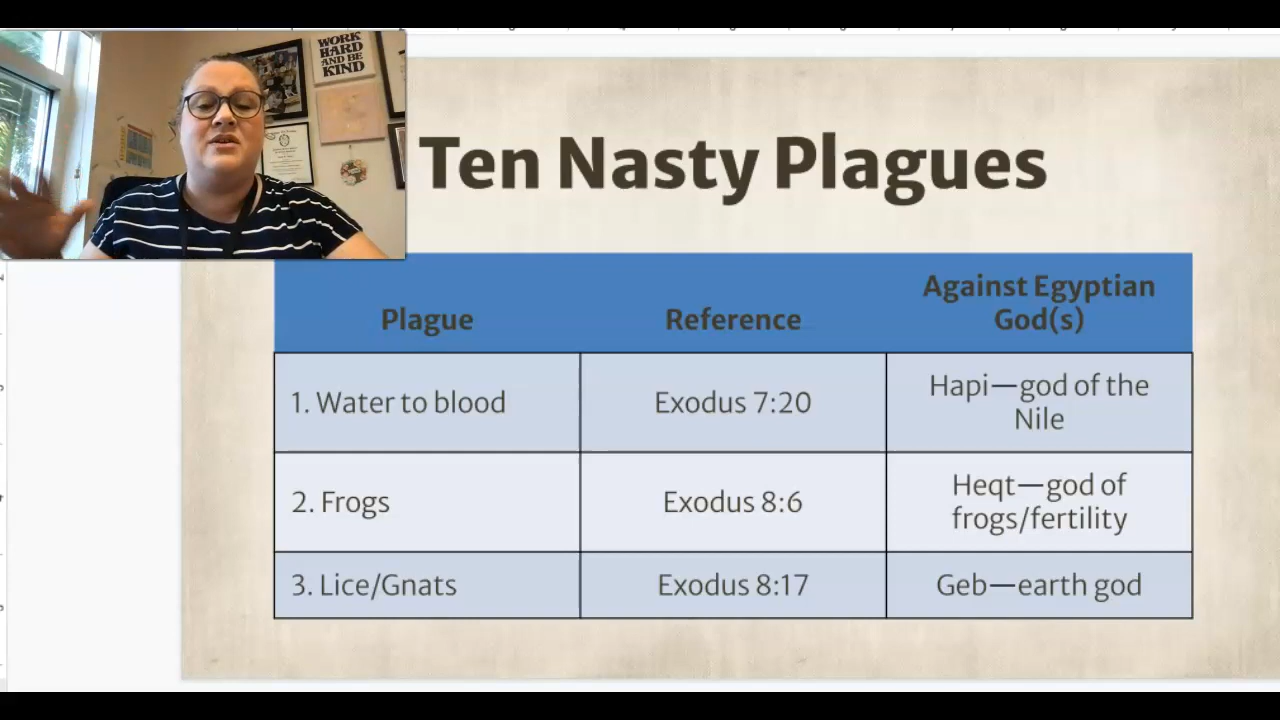 WORK
HARD
AND BE
KIND
Ten Nasty Plagues
Plague
Reference
Against Egyptian
God(s)
1. Water to blood
Exodus 7:20
Hapi—god of the
Nile
2. Frogs
Exodus 8:6
Heqt—god of
frogs/fertility
3. Lice/Gnats
Exodus 8:17
Geb—earth god